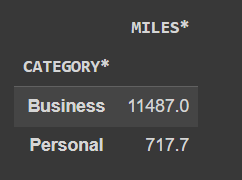 MILES*
CATEGORY*
Business 11487.0
Personal 717.7